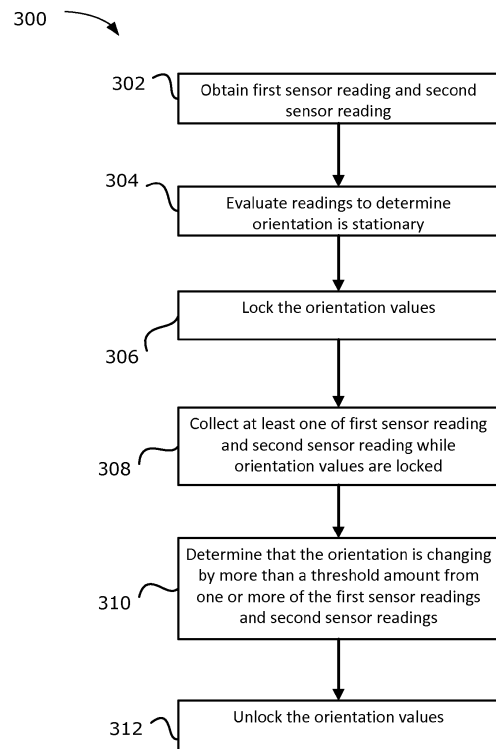 300
302
Obtain first sensor reading and second
sensor reading
304
Evaluate readings to determine
orientation is stationary
Lock the orientation values
306
Collect at least one of first sensor reading
and second sensor reading while
orientation values are locked
308
Determine that the orientation is changing
by more than a threshold amount from
one or more of the first sensor readings
and second sensor readings
310
Unlock the orientation values
312